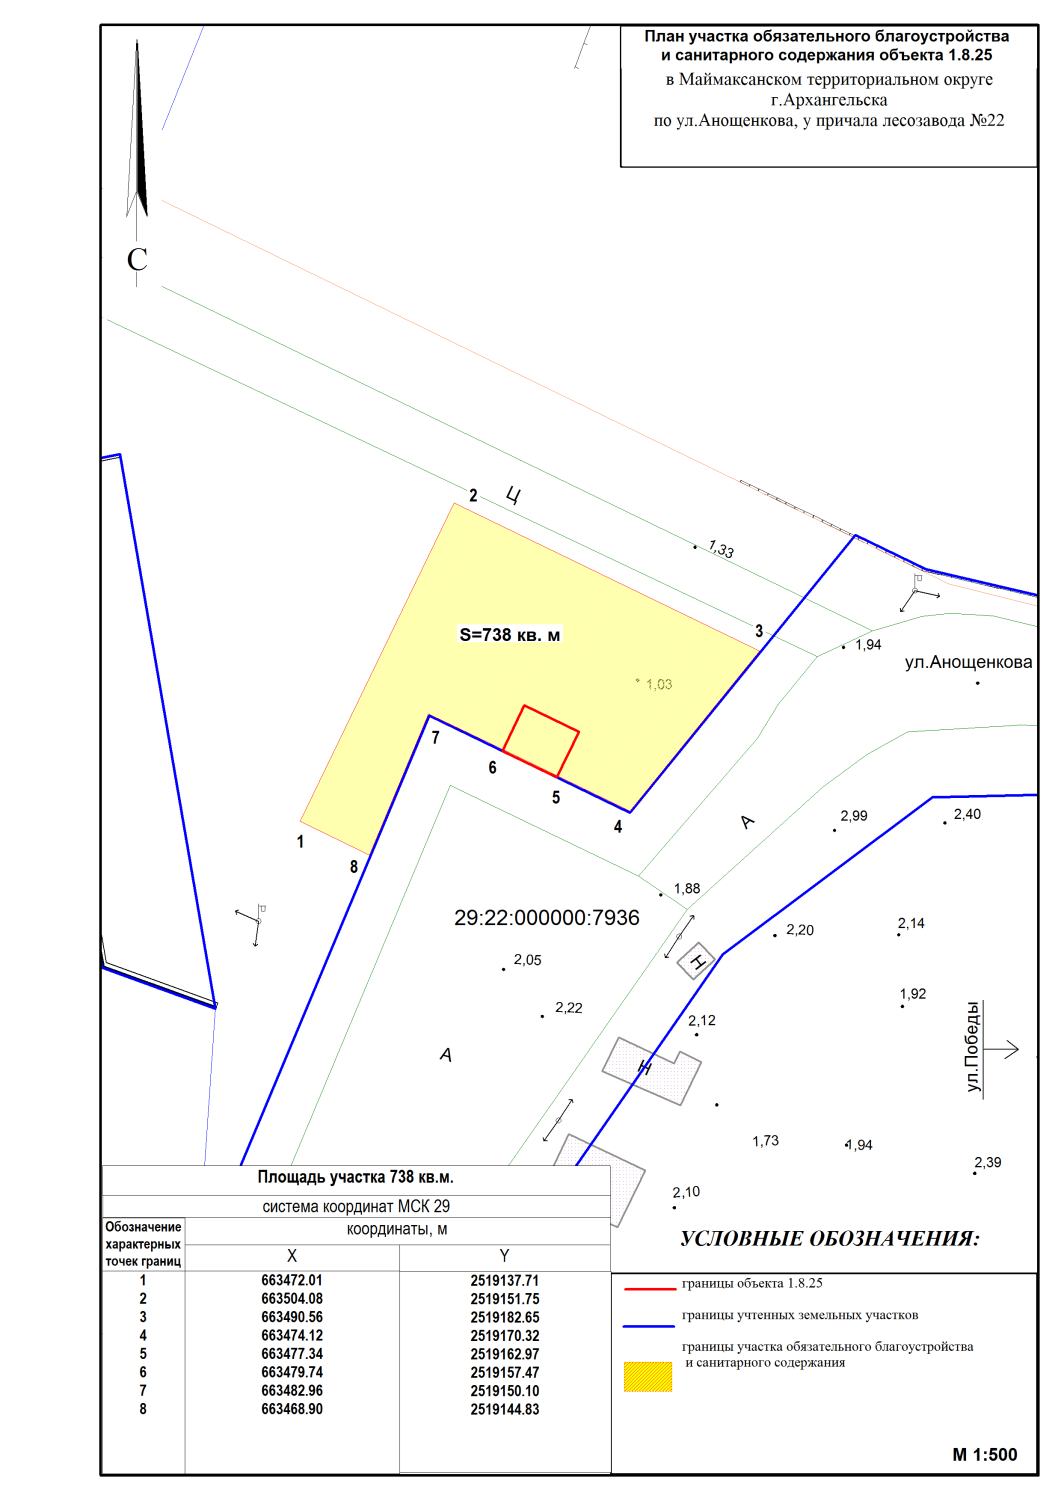 План участка обязательного благоустройства
и санитарного содержания объекта 1.8.25
в Маймаксанском территориальном округе
г.Архангельска
по ул.Анощенкова, у причала лесозавода №22
С
2
Ц
1,33
3
1,94
S=738 кв. м
ул.Анощенкова
1,03
7
6
5
4
1
8
2,99
2,40
А
1,88
29:22:000000:7936
2,20
2,14
2,05
Н
2,22
1,92
2,12
А
Н
ул.Победы
1,73
1,94
2,39
2,10
Площадь участка 738 кв.м.
система координат МСК 29
Обозначение
характерных
точек границ
координаты, м
X Y
1 663472.01 2519137.71
2 663504.08 2519151.75
3 663490.56 2519182.65
4 663474.12 2519170.32
5 663477.34 2519162.97
6 663479.74 2519157.47
7 663482.96 2519150.10
8 663468.90 2519144.83
УСЛОВНЫЕ ОБОЗНАЧЕНИЯ:
границы объекта 1.8.25
границы учтенных земельных участков
границы участка обязательного благоустройства
и санитарного содержания
М 1:500